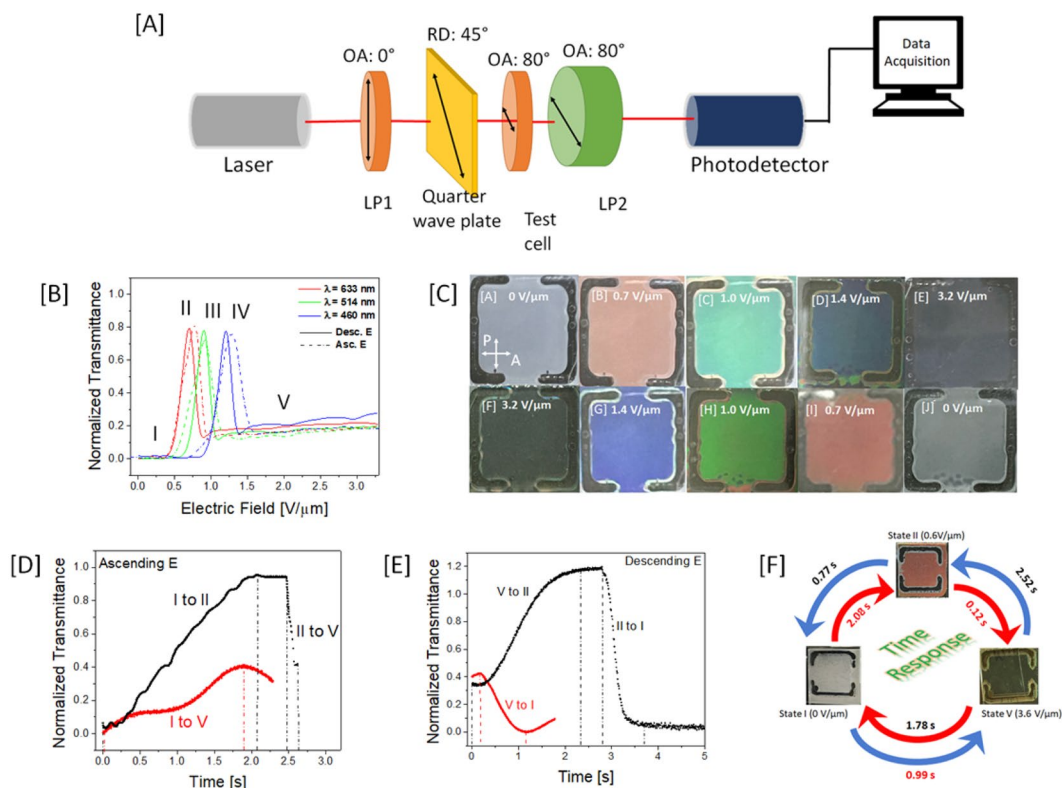 [A]
OA: 0°
RD: 45°
OA: 80°
OA: 80°
Data
Acquisition
Laser
Photodetector
LP1
Quarter
wave plate
Test
cell
LP2
[B]
Normalized Transmittance
1.0
0.8
0.6
0.4
0.2
0.0
I
II
III
IV
V
λ = 633 nm
λ = 514 nm
λ = 460 nm
Desc. E
Asc. E
0.0 0.5 1.0 1.5 2.0 2.5 3.0
Electric Field [V/μm]
[C]
[A] 0 V/μm
P
A
[B] 0.7 V/μm
[C] 1.0 V/μm
[D] 1.4 V/μm
[E] 3.2 V/μm
[F] 3.2 V/μm
[G] 1.4 V/μm
[H] 1.0 V/μm
[I] 0.7 V/μm
[J] 0 V/μm
[D]
Ascending E
Normalized Transmittance
1.0
0.8
0.6
0.4
0.2
0.0
I to II
II to V
I to V
0.0 0.5 1.0 1.5 2.0 2.5 3.0
Time [s]
[E]
Descending E
Normalized Transmittance
1.2
1.0
0.8
0.6
0.4
0.2
0.0
V to II
II to I
V to I
0 1 2 3 4 5
Time [s]
[F]
State II (0.6V/μm)
0.77 s
2.08 s
2.52 s
0.12 s
Time
Response
State I (0 V/μm)
State V (3.6 V/μm)
1.78 s
0.99 s